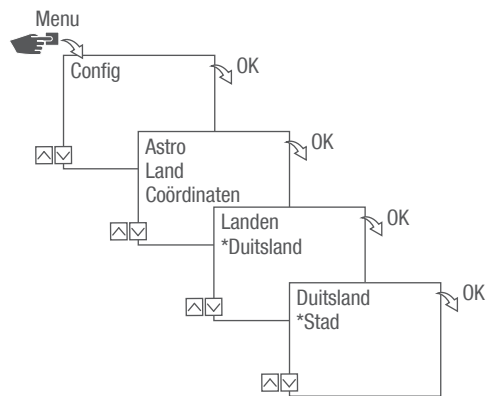 Menu
Config
OK
Astro
Land
Coördinaten
OK
Landen
*Duitsland
OK
Duitsland
*Stad
OK